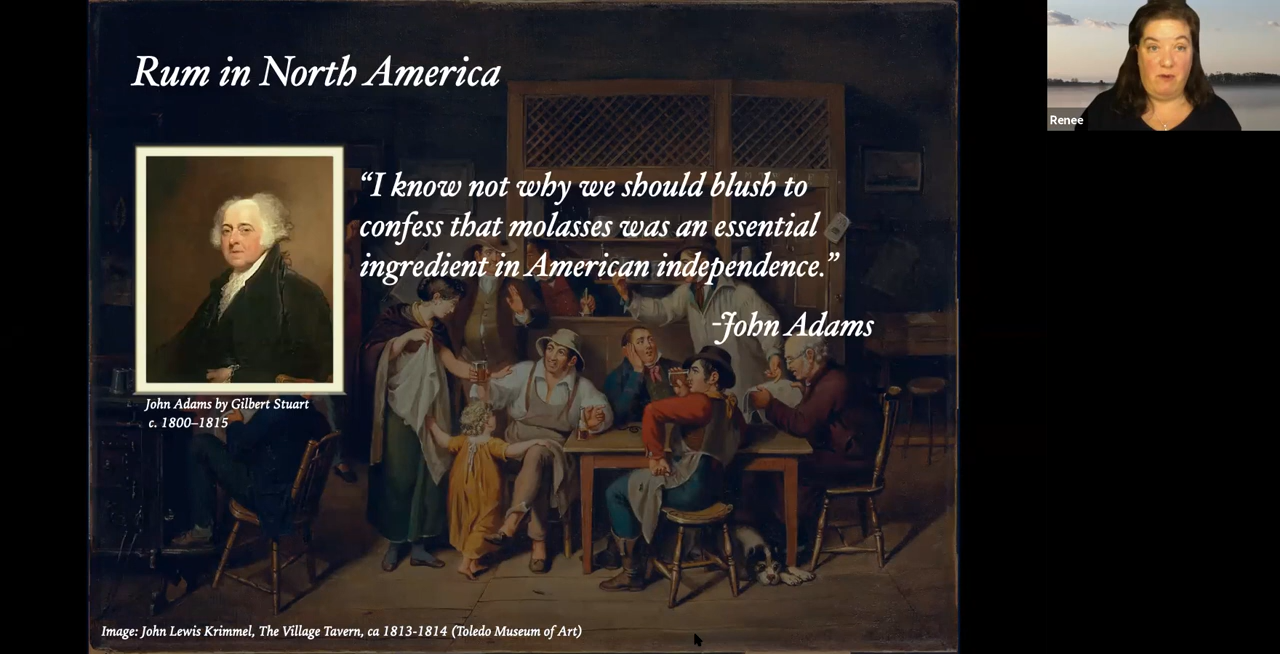 Rum in North America
“I know not why we should blush to
confess that molasses was an essential
ingredient in American independence.”
-John Adams
John Adams by Gilbert Stuart
c. 1800–1815
Image: John Lewis Krimmel, The Village Tavern, ca 1813-1814 (Toledo Museum of Art)
Renee